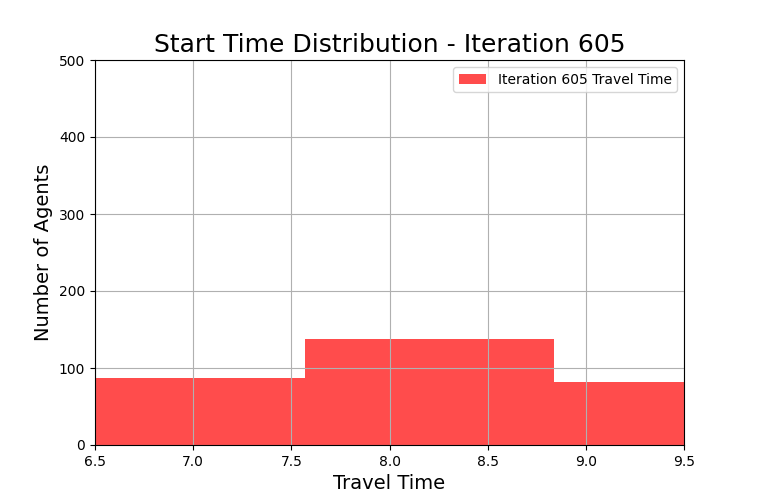 Start Time Distribution - Iteration 605
500
400
300
200
100
0
Number of Agents
Iteration 605 Travel Time
6.5 7.0 7.5 8.0 8.5 9.0 9.5
Travel Time